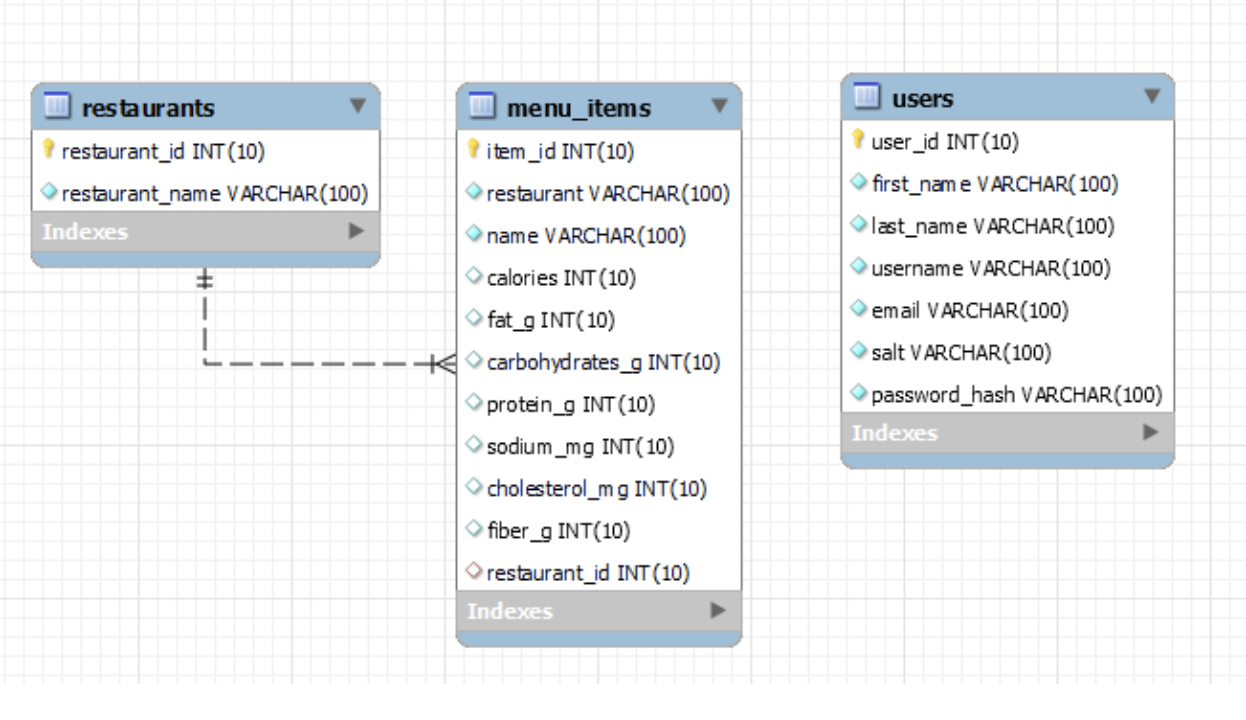 restaurants
restaurant_id INT(10)
restaurant_name VARCHAR(100)
Indexes
menu_items
item_id INT(10)
restaurant VARCHAR(100)
name VARCHAR(100)
calories INT(10)
fat_g INT(10)
carbohydrates_g INT(10)
protein_g INT(10)
sodium_mg INT(10)
cholesterol_mg INT(10)
fiber_g INT(10)
restaurant_id INT(10)
Indexes
users
user_id INT(10)
first_name VARCHAR(100)
last_name VARCHAR(100)
username VARCHAR(100)
email VARCHAR(100)
salt VARCHAR(100)
password_hash VARCHAR(100)
Indexes